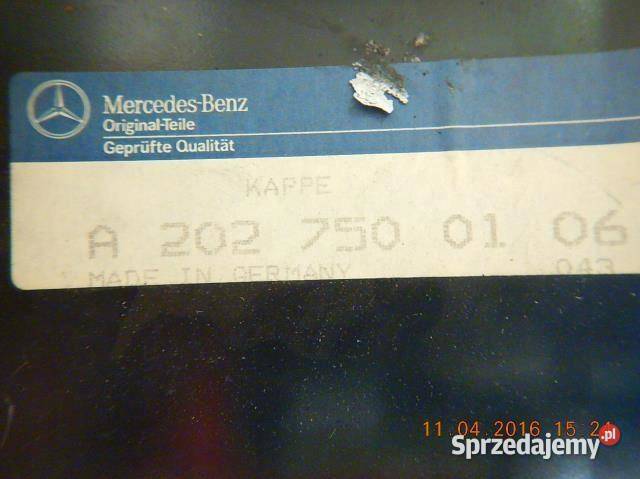 Mercedes-Benz
Original-Teile
Geprüfte Qualität
KAPPE
A 202 750 01 06
MADE IN GERMANY
043
11.04.2016 15:2
Sprzedajemy.pl